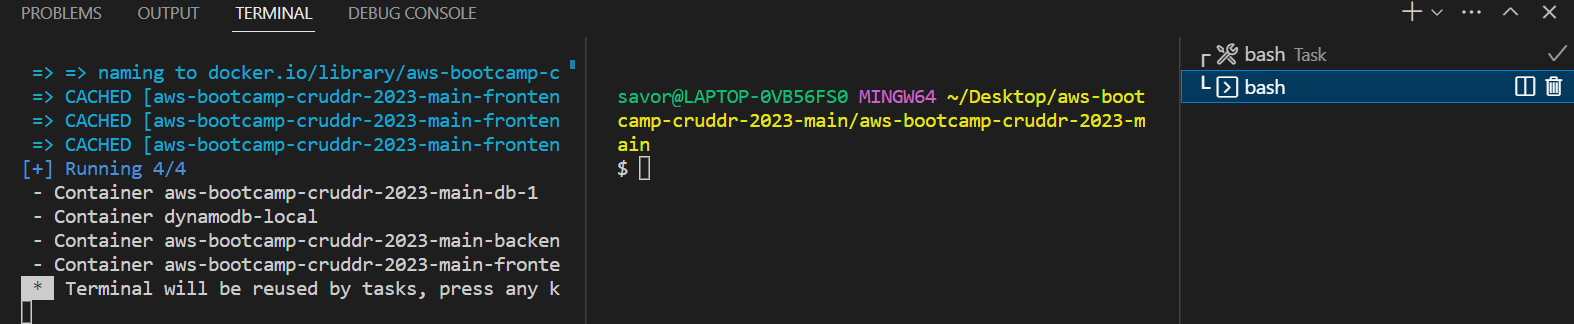 PROBLEMS OUTPUT TERMINAL DEBUG CONSOLE
=> => naming to docker.io/library/aws-bootcamp-c
=> CACHED [aws-bootcamp-cruddr-2023-main-fronten
=> CACHED [aws-bootcamp-cruddr-2023-main-fronten
=> CACHED [aws-bootcamp-cruddr-2023-main-fronten
[+] Running 4/4
- Container aws-bootcamp-cruddr-2023-main-db-1
- Container dynamodb-local
- Container aws-bootcamp-cruddr-2023-main-backen
- Container aws-bootcamp-cruddr-2023-main-fronte
* Terminal will be reused by tasks, press any k
savor@LAPTOP-0VB56FS0 MINGW64 ~/Desktop/aws-boot
camp-cruddr-2023-main/aws-bootcamp-cruddr-2023-m
ain
$
bash Task
bash